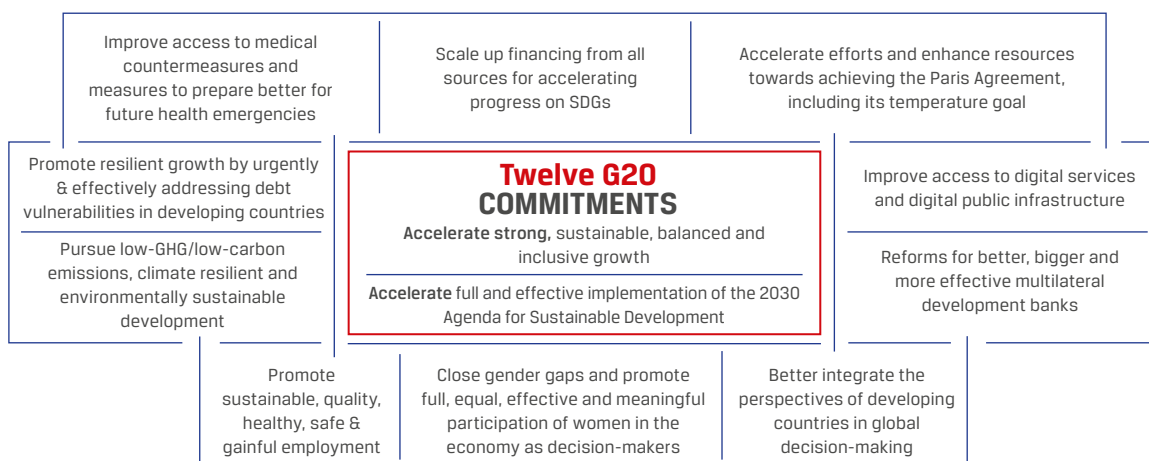 Improve access to medical
countermeasures and
measures to prepare better for
future health emergencies
Scale up financing from all
sources for accelerating
progress on SDGs
Accelerate efforts and enhance resources
towards achieving the Paris Agreement,
including its temperature goal
Promote resilient growth by urgently
& effectively addressing debt
vulnerabilities in developing countries
Pursue low-GHG/low-carbon
emissions, climate resilient and
environmentally sustainable
development
Twelve G20
COMMITMENTS
Accelerate strong, sustainable, balanced and
inclusive growth
Accelerate full and effective implementation of the 2030
Agenda for Sustainable Development
Improve access to digital services
and digital public infrastructure
Reforms for better, bigger and
more effective multilateral
development banks
Promote
sustainable, quality,
healthy, safe &
gainful employment
Close gender gaps and promote
full, equal, effective and meaningful
participation of women in the
economy as decision-makers
Better integrate the
perspectives of developing
countries in global
decision-making